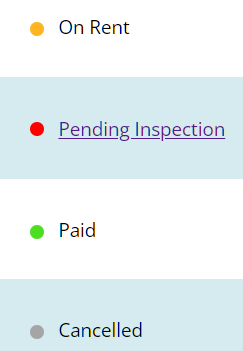 On Rent
Pending Inspection
Paid
Cancelled